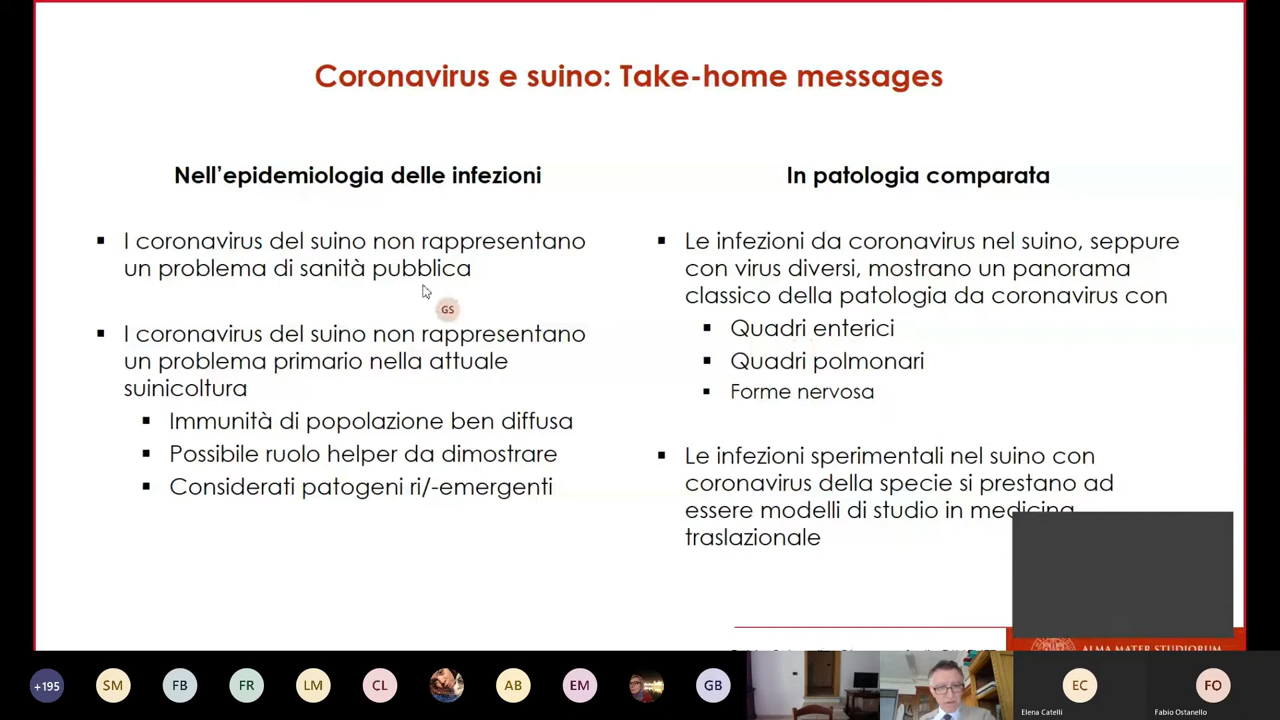 Coronavirus e suino: Take-home messages
Nell'epidemiologia delle infezioni
▪ I coronavirus del suino non rappresentano
un problema di sanità pubblica
GS
▪ I coronavirus del suino non rappresentano
un problema primario nella attuale
suinicoltura
▪ Immunità di popolazione ben diffusa
▪ Possibile ruolo helper da dimostrare
▪ Considerati patogeni ri/-emergenti
In patologia comparata
▪ Le infezioni da coronavirus nel suino, seppure
con virus diversi, mostrano un panorama
classico della patologia da coronavirus con
▪ Quadri enterici
▪ Quadri polmonari
▪ Forme nervosa
▪ Le infezioni sperimentali nel suino con
coronavirus della specie si prestano ad
essere modelli di studio in medicina
traslazionale
ALMA MATER STUDIORUM
+195
SM
FB
FR
LM
CL
AB
EM
GB
EC
Elena Catelli
FO
Fabio Ostanello